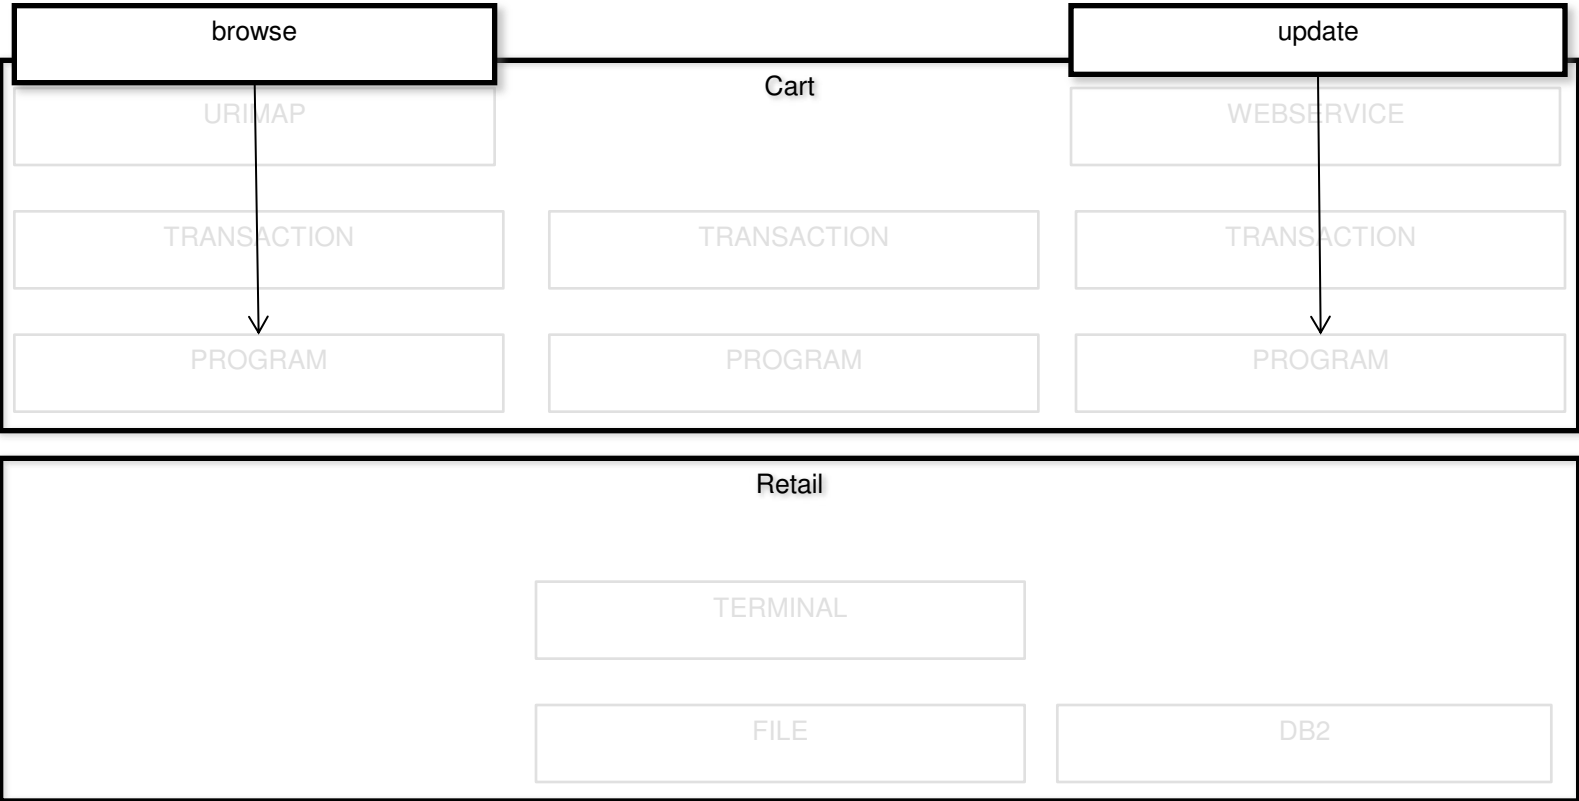 browse
update
Cart
URIMAP
WEBSERVICE
TRANSACTION
TRANSACTION
TRANSACTION
PROGRAM
PROGRAM
PROGRAM
Retail
TERMINAL
FILE
DB2